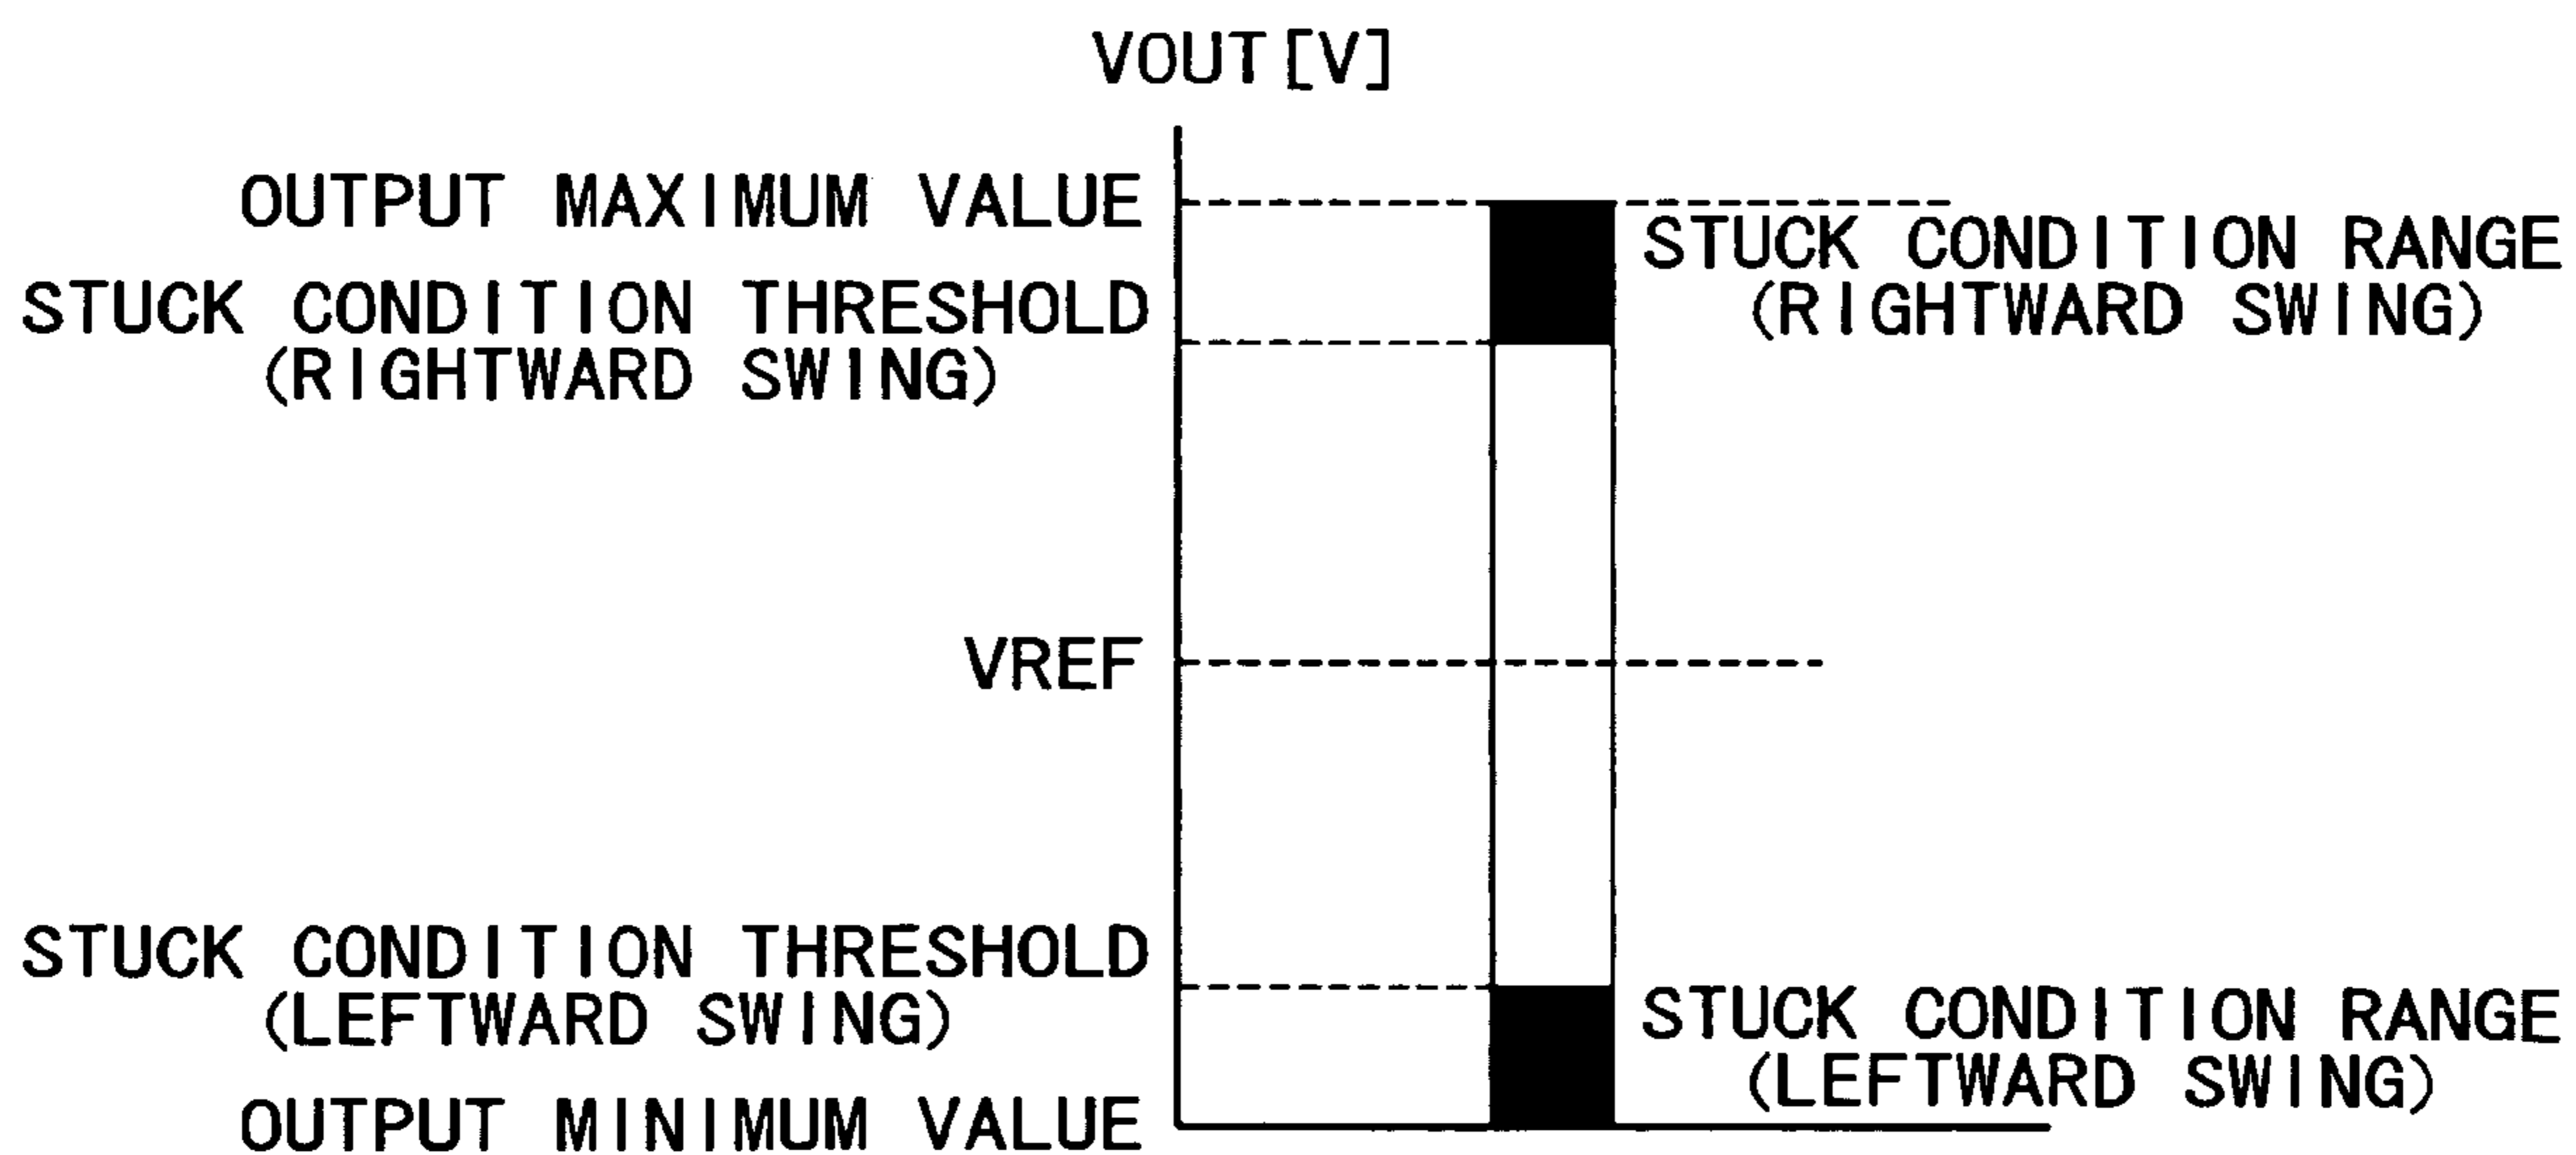 VOUT[V]
OUTPUT MAXIMUM VALUE
STUCK CONDITION RANGE
(RIGHTWARD SWING)
STUCK CONDITION THRESHOLD
(RIGHTWARD SWING)
VREF
STUCK CONDITION THRESHOLD
(LEFTWARD SWING)
STUCK CONDITION RANGE
(LEFTWARD SWING)
OUTPUT MINIMUM VALUE